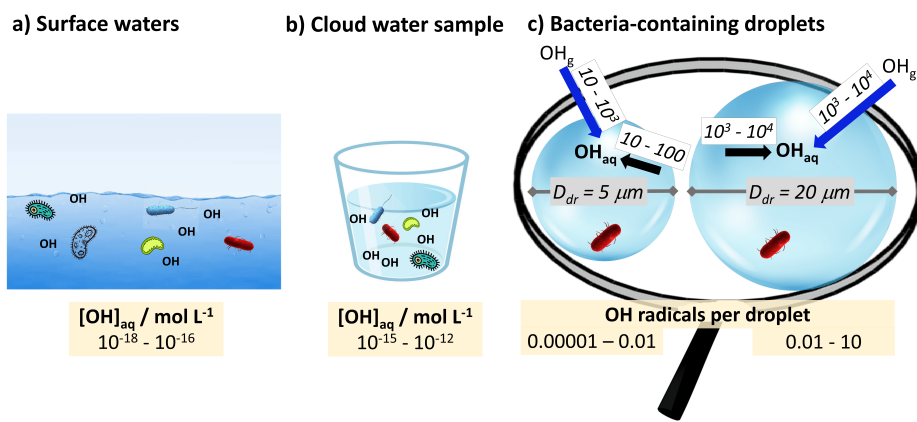 a) Surface waters
OH
OH
OH
OH
[OH]aq / mol L-1
10-18 - 10-16
b) Cloud water sample
OH
OH
OH
OH
OH
[OH]aq / mol L-1
10-15 - 10-12
c) Bacteria-containing droplets
OHg
10 - 10³
OHaq
10 - 100
Ddr = 5 μm
OHg
10³ - 10⁴
10³ - 10⁴
OHaq
Ddr = 20 μm
OH radicals per droplet
0.00001 – 0.01
0.01 - 10